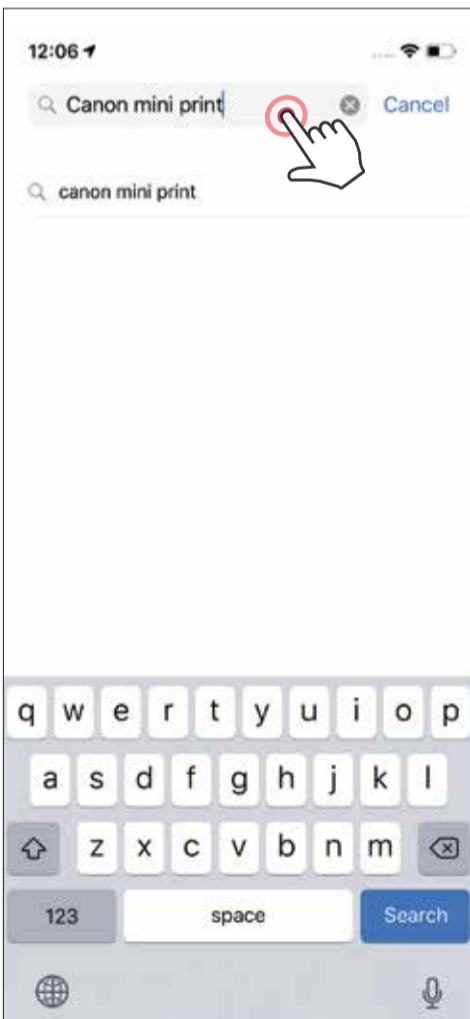 12:06
Canon mini print Cancel
canon mini print
q w e r t y u i o p
a s d f g h j k l
z x c v b n m
123 space Search